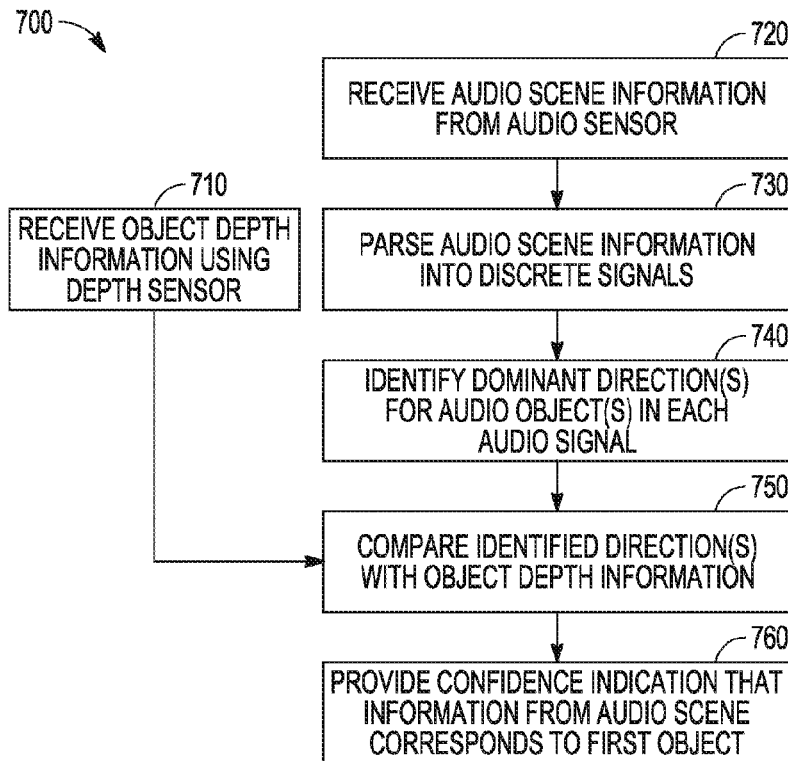 700
720
RECEIVE AUDIO SCENE INFORMATION
FROM AUDIO SENSOR
710
RECEIVE OBJECT DEPTH
INFORMATION USING
DEPTH SENSOR
730
PARSE AUDIO SCENE INFORMATION
INTO DISCRETE SIGNALS
740
IDENTIFY DOMINANT DIRECTION(S)
FOR AUDIO OBJECT(S) IN EACH
AUDIO SIGNAL
750
COMPARE IDENTIFIED DIRECTION(S)
WITH OBJECT DEPTH INFORMATION
760
PROVIDE CONFIDENCE INDICATION THAT
INFORMATION FROM AUDIO SCENE
CORRESPONDS TO FIRST OBJECT